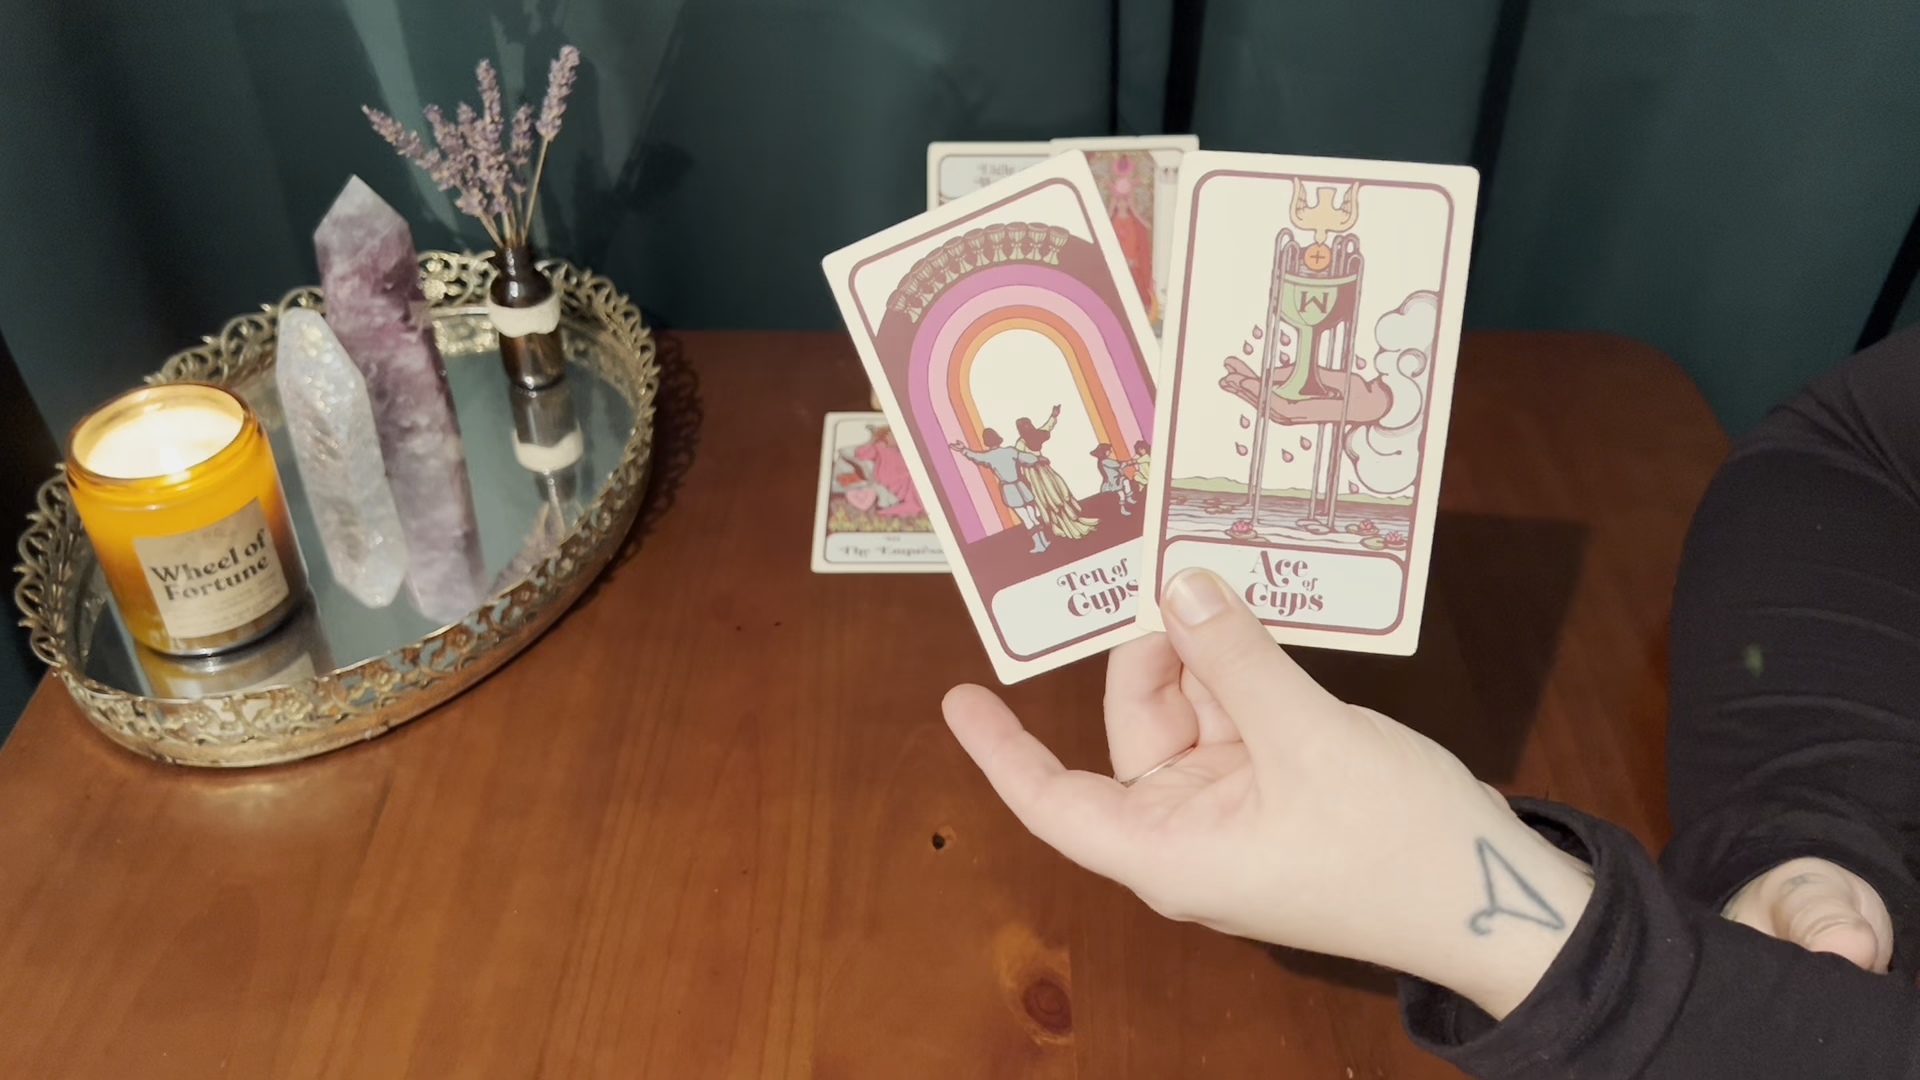 Wheel of
Fortune
Ten of
Cups
Ace of
Cups
W
The Empress